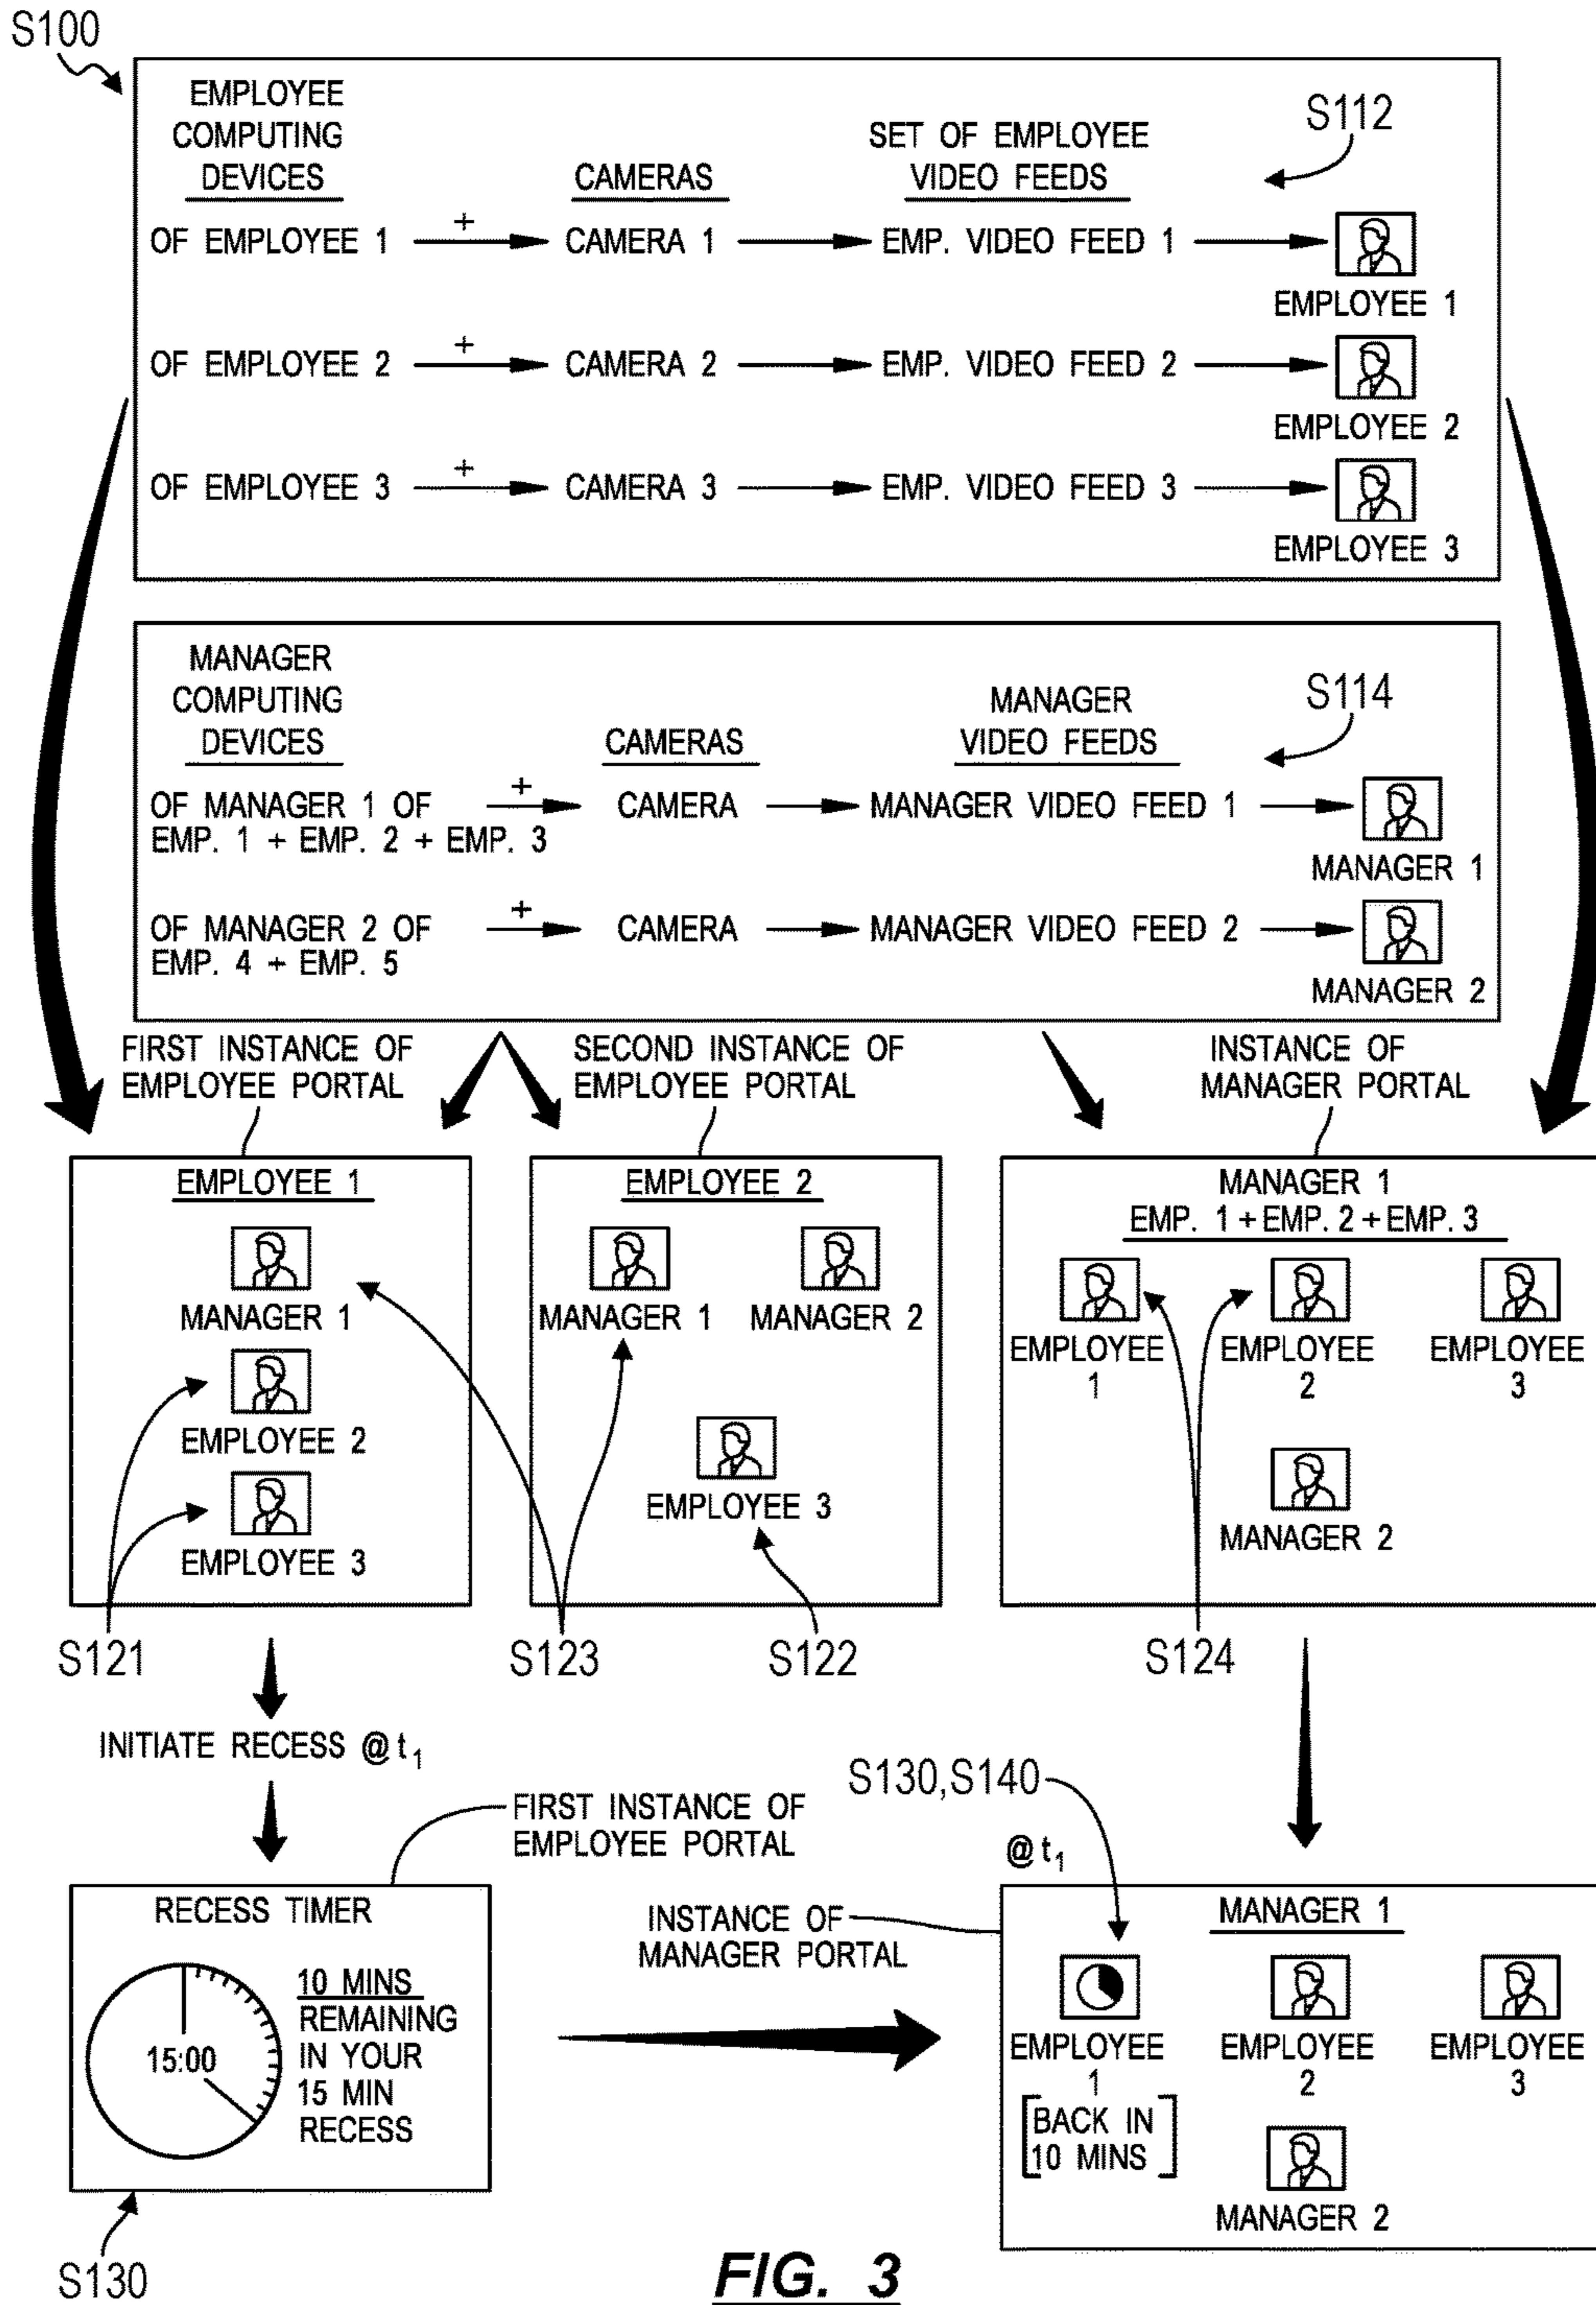 S100
EMPLOYEE
COMPUTING
DEVICES
CAMERAS
SET OF EMPLOYEE
VIDEO FEEDS
S112
OF EMPLOYEE 1 + CAMERA 1 EMP. VIDEO FEED 1
EMPLOYEE 1
OF EMPLOYEE 2 + CAMERA 2 EMP. VIDEO FEED 2
EMPLOYEE 2
OF EMPLOYEE 3 + CAMERA 3 EMP. VIDEO FEED 3
EMPLOYEE 3
MANAGER
COMPUTING
DEVICES
CAMERAS
MANAGER
VIDEO FEEDS
S114
OF MANAGER 1 OF + CAMERA MANAGER VIDEO FEED 1
EMP. 1 + EMP. 2 + EMP. 3
MANAGER 1
OF MANAGER 2 OF + CAMERA MANAGER VIDEO FEED 2
EMP. 4 + EMP. 5
MANAGER 2
FIRST INSTANCE OF
EMPLOYEE PORTAL
SECOND INSTANCE OF
EMPLOYEE PORTAL
INSTANCE OF
MANAGER PORTAL
EMPLOYEE 1
MANAGER 1
EMPLOYEE 2
EMPLOYEE 3
EMPLOYEE 2
MANAGER 1 MANAGER 2
EMPLOYEE 3
MANAGER 1
EMP. 1 + EMP. 2 + EMP. 3
EMPLOYEE EMPLOYEE EMPLOYEE
1 2 3
MANAGER 2
S121 S123 S122 S124
INITIATE RECESS @ t1
S130,S140
FIRST INSTANCE OF
EMPLOYEE PORTAL
@ t1
RECESS TIMER
15:00
10 MINS
REMAINING
IN YOUR
15 MIN
RECESS
S130
INSTANCE OF
MANAGER PORTAL
MANAGER 1
EMPLOYEE EMPLOYEE EMPLOYEE
1 2 3
[BACK IN
10 MINS]
MANAGER 2
FIG. 3